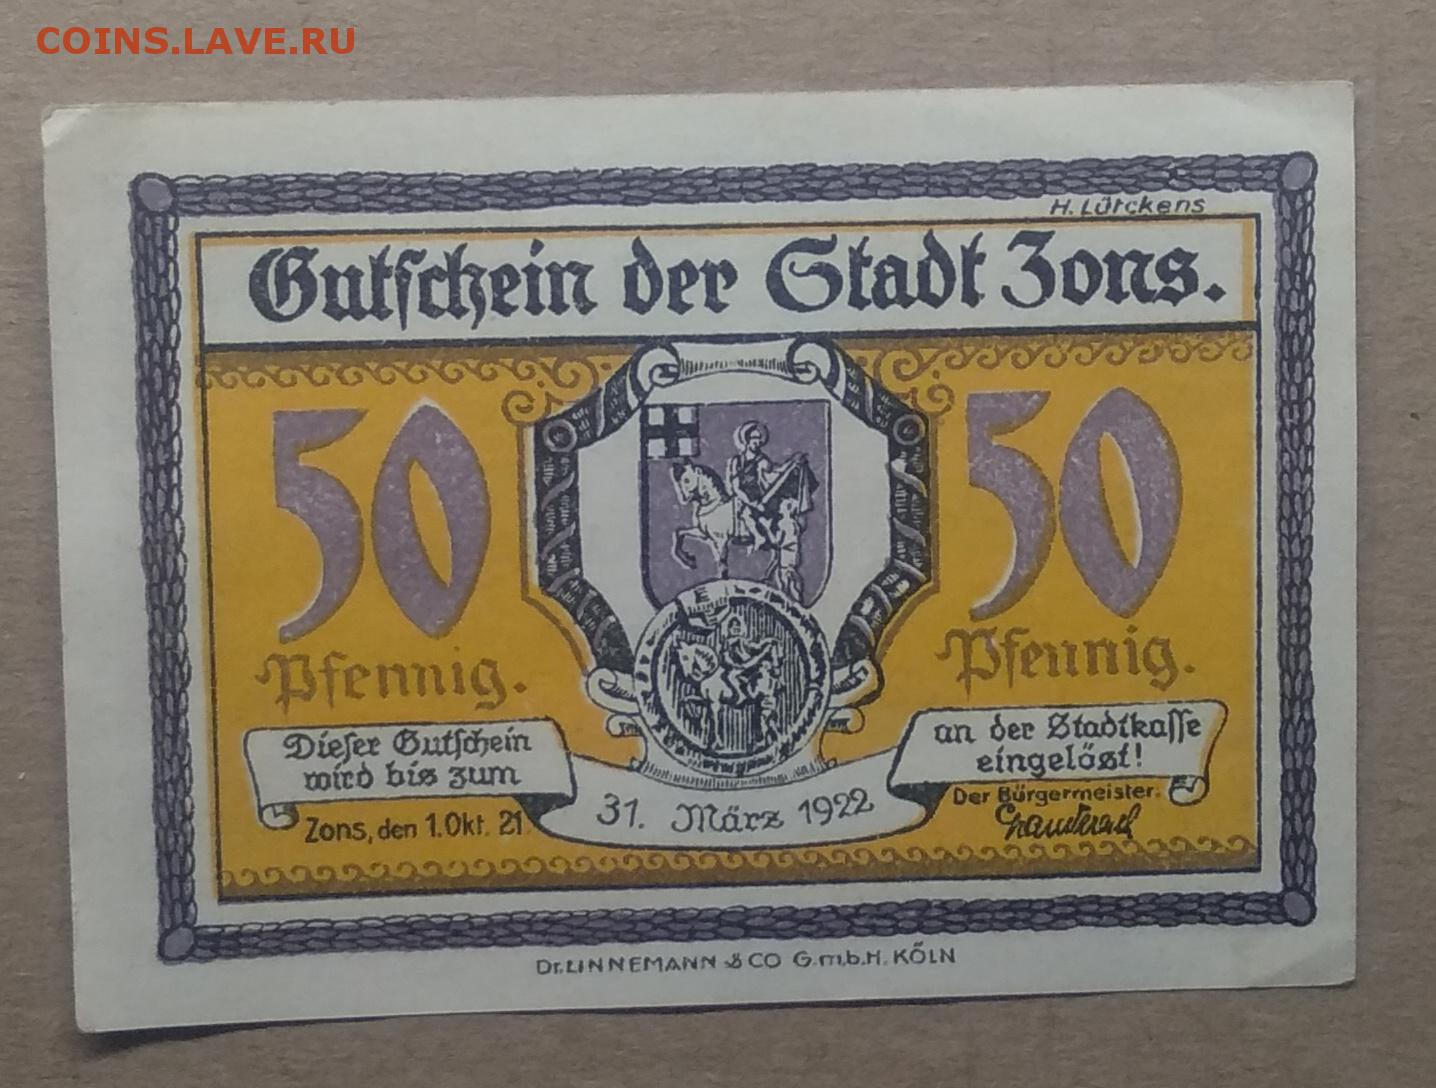 COINS.LAVE.RU
H. Lürckens
Gutschein der Stadt Zons.
50 50
Pfennig. Pfennig.
Dieser Gutschein
wird bis zum
31. März 1922
an der Stadtkasse
eingelöst!
Zons, den 1. Okt. 21.
Der Bürgermeister:
Dr. LINNEMANN & CO G.m.b.H. KÖLN